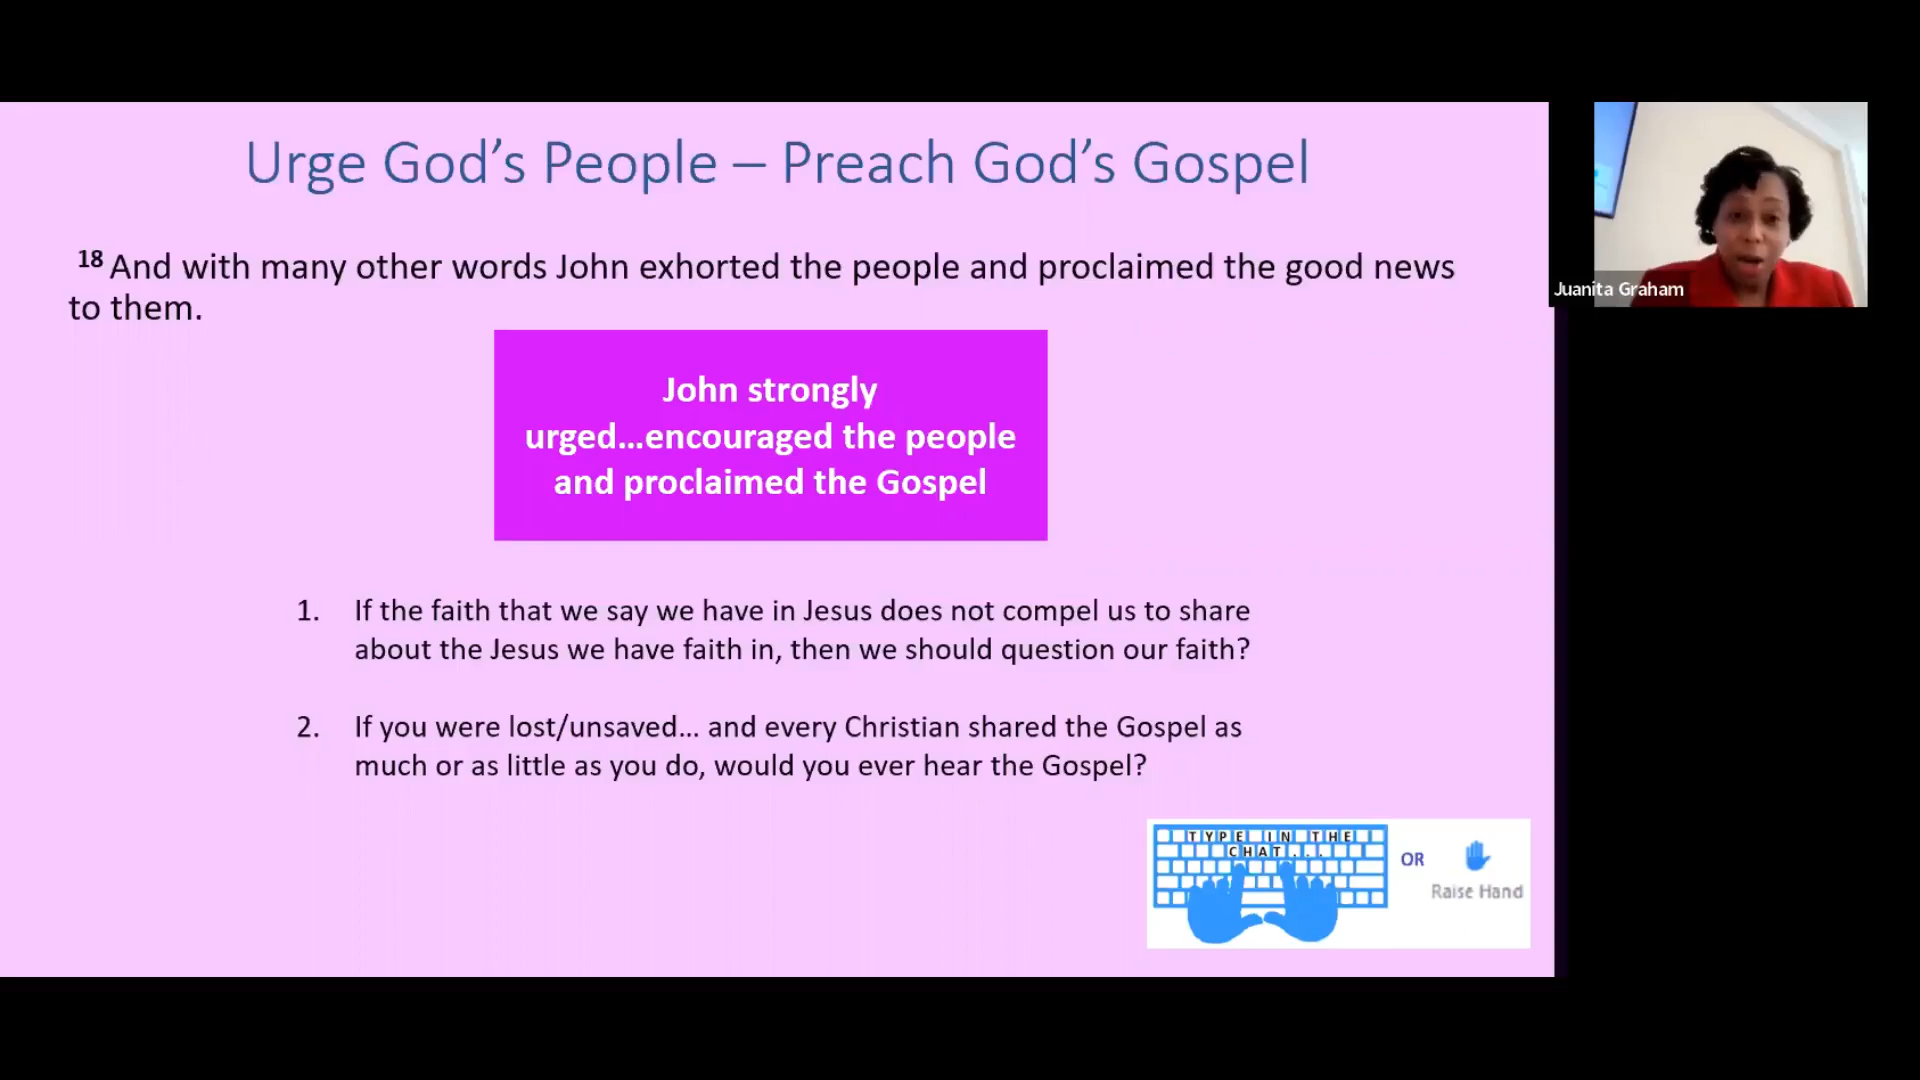 Urge God's People – Preach God's Gospel
18 And with many other words John exhorted the people and proclaimed the good news
to them.
John strongly
urged...encouraged the people
and proclaimed the Gospel
1. If the faith that we say we have in Jesus does not compel us to share
about the Jesus we have faith in, then we should question our faith?
2. If you were lost/unsaved... and every Christian shared the Gospel as
much or as little as you do, would you ever hear the Gospel?
TYPE IN THE
CHAT...
OR
Raise Hand
Juanita Graham